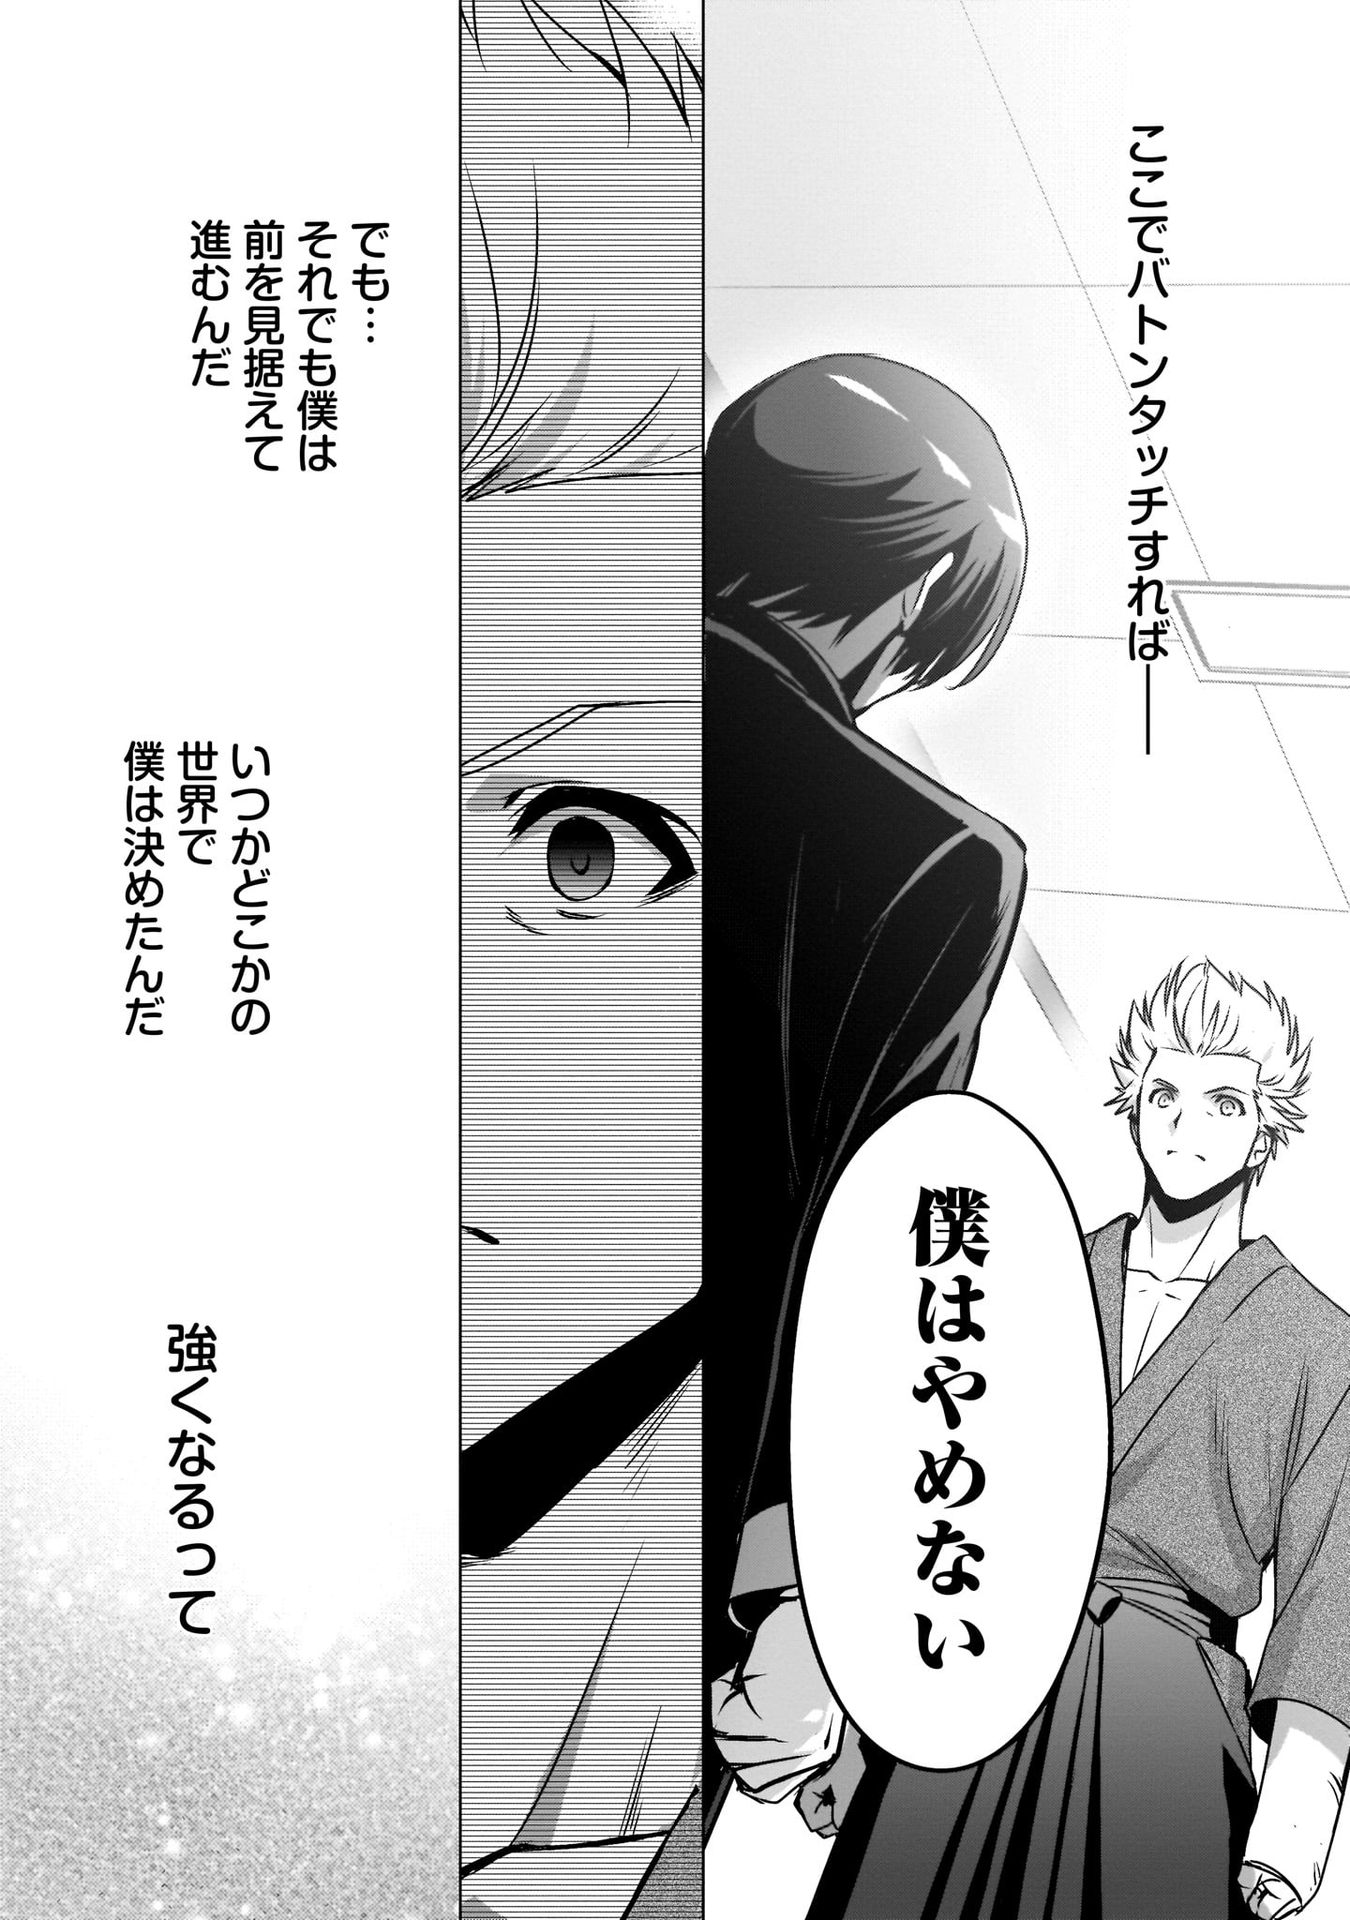 ここでバトンタッチすれば──
僕はやめない
でも…
それでも僕は
前を見据えて
進むんだ
いつかどこかの
世界で
僕は決めたんだ
強くなるって